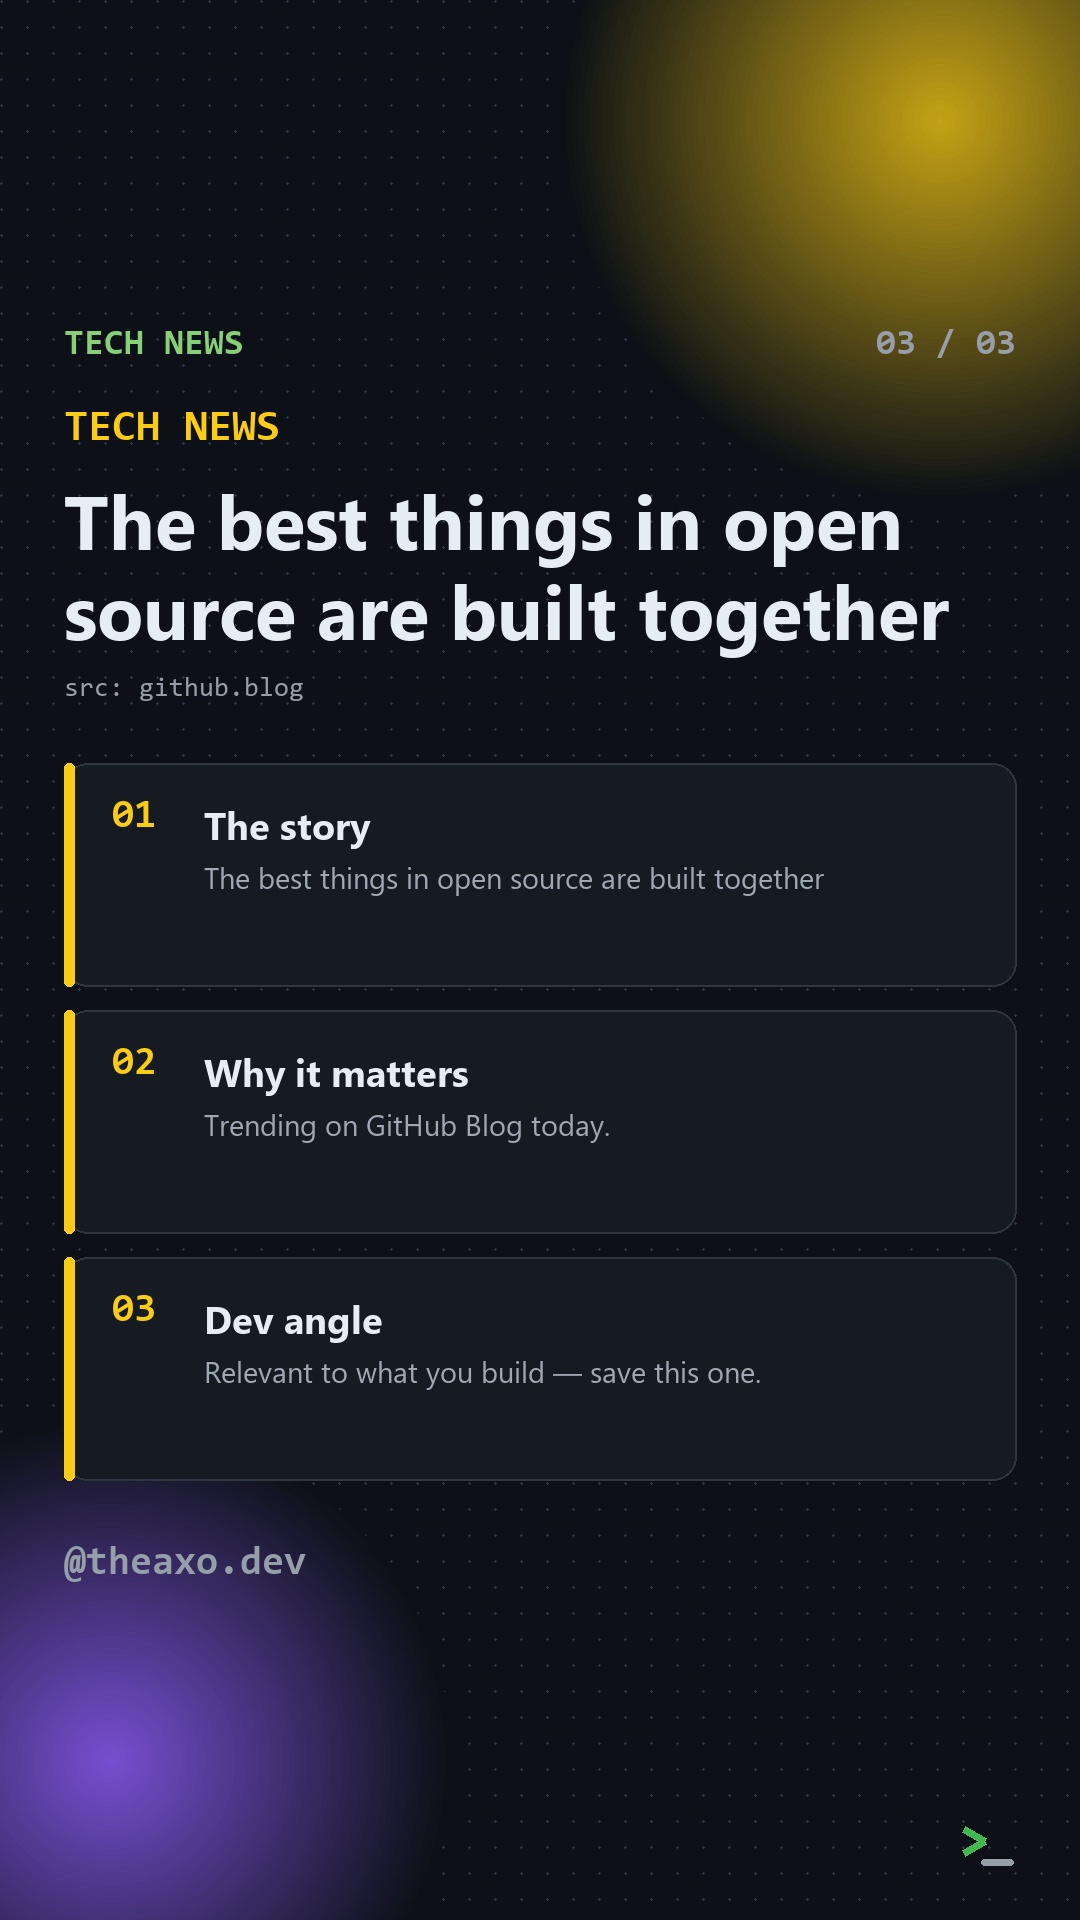 TECH NEWS
03 / 03
TECH NEWS
The best things in open
source are built together
src: github.blog
01
The story
The best things in open source are built together
02
Why it matters
Trending on GitHub Blog today.
03
Dev angle
Relevant to what you build — save this one.
@theaxo.dev
>_